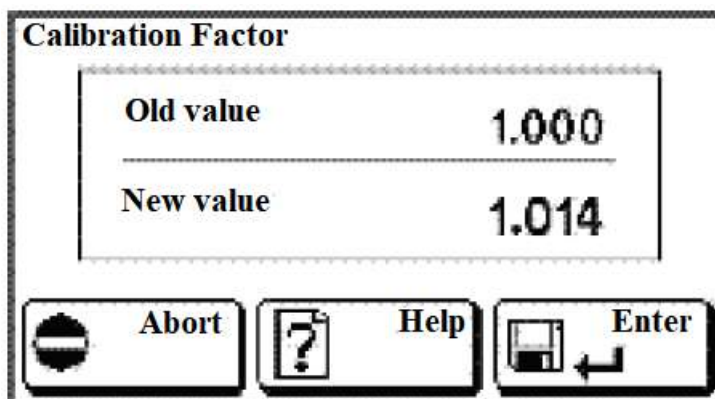 Calibration Factor
Old value 1.000
New value 1.014
Abort Help Enter